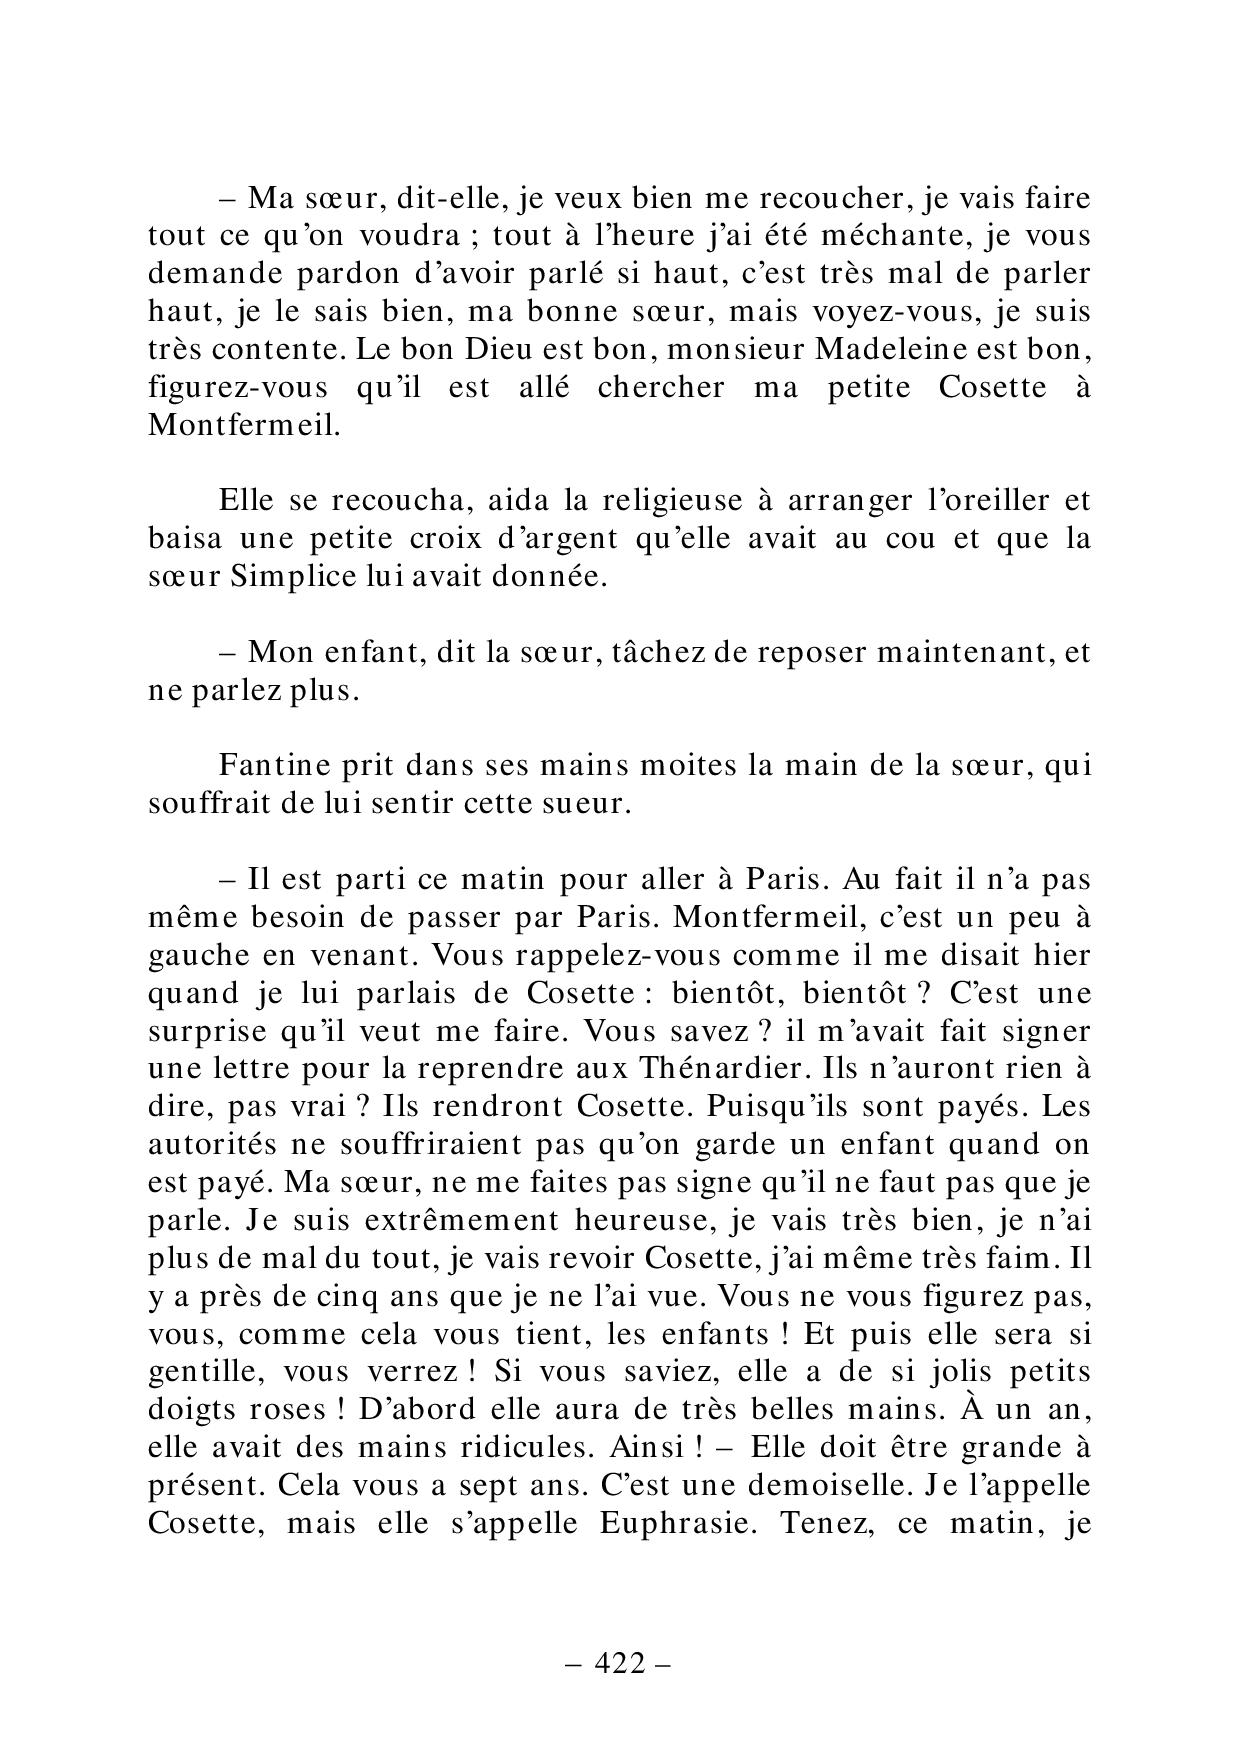 – Ma sœur, dit-elle, je veux bien me recoucher, je vais faire
tout ce qu’on voudra ; tout à l’heure j’ai été méchante, je vous
demande pardon d’avoir parlé si haut, c’est très mal de parler
haut, je le sais bien, ma bonne sœur, mais voyez-vous, je suis
très contente. Le bon Dieu est bon, monsieur Madeleine est bon,
figurez-vous qu’il est allé chercher ma petite Cosette à
Montfermeil.
Elle se recoucha, aida la religieuse à arranger l’oreiller et
baisa une petite croix d’argent qu’elle avait au cou et que la
sœur Simplice lui avait donnée.
– Mon enfant, dit la sœur, tâchez de reposer maintenant, et
ne parlez plus.
Fantine prit dans ses mains moites la main de la sœur, qui
souffrait de lui sentir cette sueur.
– Il est parti ce matin pour aller à Paris. Au fait il n’a pas
même besoin de passer par Paris. Montfermeil, c’est un peu à
gauche en venant. Vous rappelez-vous comme il me disait hier
quand je lui parlais de Cosette : bientôt, bientôt ? C’est une
surprise qu’il veut me faire. Vous savez ? il m’avait fait signer
une lettre pour la reprendre aux Thénardier. Ils n’auront rien à
dire, pas vrai ? Ils rendront Cosette. Puisqu’ils sont payés. Les
autorités ne souffriraient pas qu’on garde un enfant quand on
est payé. Ma sœur, ne me faites pas signe qu’il ne faut pas que je
parle. Je suis extrêmement heureuse, je vais très bien, je n’ai
plus de mal du tout, je vais revoir Cosette, j’ai même très faim. Il
y a près de cinq ans que je ne l’ai vue. Vous ne vous figurez pas,
vous, comme cela vous tient, les enfants ! Et puis elle sera si
gentille, vous verrez ! Si vous saviez, elle a de si jolis petits
doigts roses ! D’abord elle aura de très belles mains. À un an,
elle avait des mains ridicules. Ainsi ! – Elle doit être grande à
présent. Cela vous a sept ans. C’est une demoiselle. Je l’appelle
Cosette, mais elle s’appelle Euphrasie. Tenez, ce matin, je
– 422 –